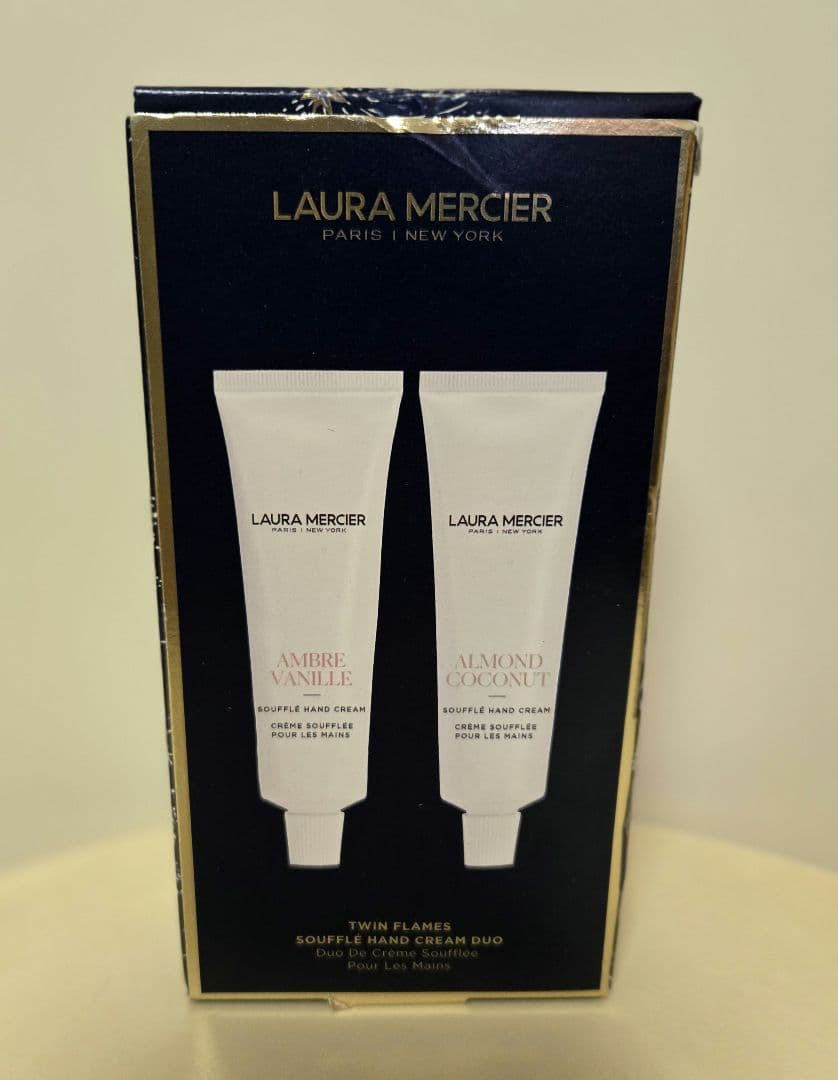 LAURA MERCIER
PARIS | NEW YORK
LAURA MERCIER
PARIS | NEW YORK
AMBRE
VANILLE
SOUFFLÉ HAND CREAM
CRÈME SOUFFLÉE
POUR LES MAINS
LAURA MERCIER
PARIS | NEW YORK
ALMOND
COCONUT
SOUFFLÉ HAND CREAM
CRÈME SOUFFLÉE
POUR LES MAINS
TWIN FLAMES
SOUFFLÉ HAND CREAM DUO
Duo De Crème Soufflée
Pour Les Mains